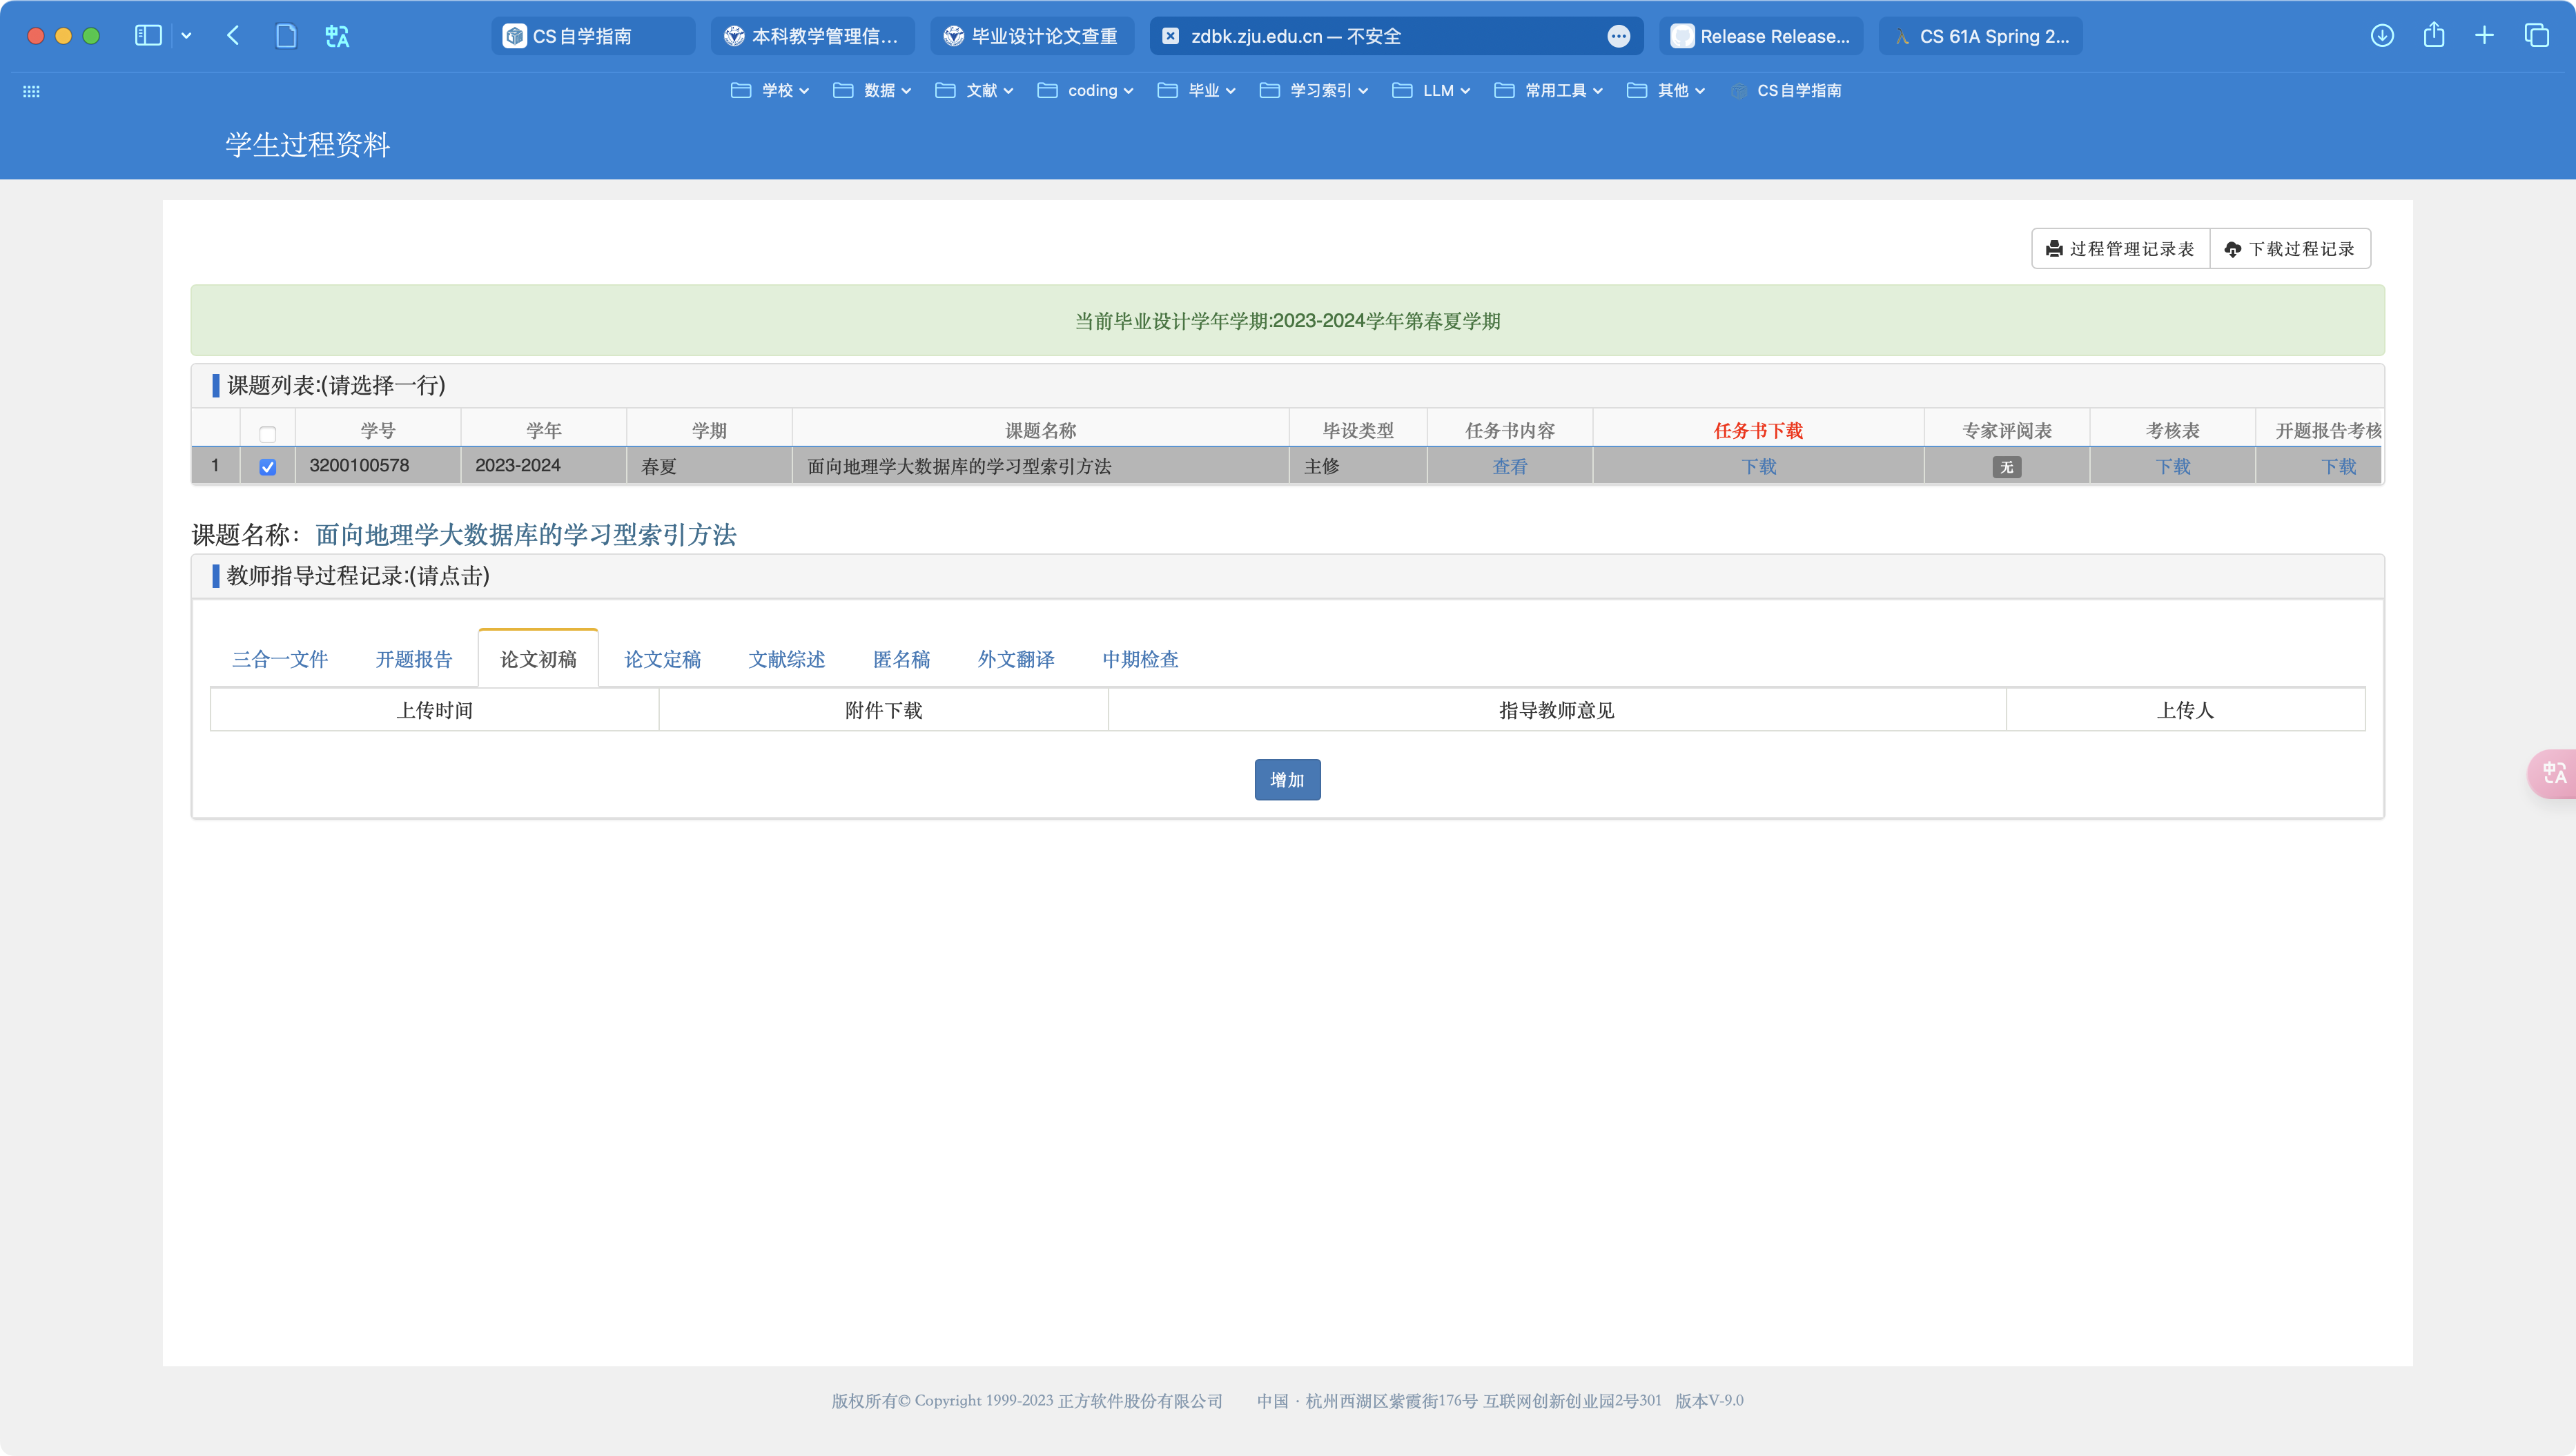 CS自学指南
本科教学管理信...
毕业设计论文查重
zdbk.zju.edu.cn — 不安全
Release Release...
CS 61A Spring 2...
学校
数据
文献
coding
毕业
学习索引
LLM
常用工具
其他
CS自学指南
学生过程资料
过程管理记录表
下载过程记录
当前毕业设计学年学期:2023-2024学年第春夏学期
课题列表:(请选择一行)
学号 学年 学期 课题名称 毕设类型 任务书内容 任务书下载 专家评阅表 考核表 开题报告考核
1 3200100578 2023-2024 春夏 面向地理学大数据库的学习型索引方法 主修 查看 下载 无 下载 下载
课题名称：面向地理学大数据库的学习型索引方法
教师指导过程记录:(请点击)
三合一文件 开题报告 论文初稿 论文定稿 文献综述 匿名稿 外文翻译 中期检查
上传时间 附件下载 指导教师意见 上传人
增加
中A
版权所有© Copyright 1999-2023 正方软件股份有限公司 中国 · 杭州西湖区紫霞街176号 互联网创新创业园2号301 版本V-9.0